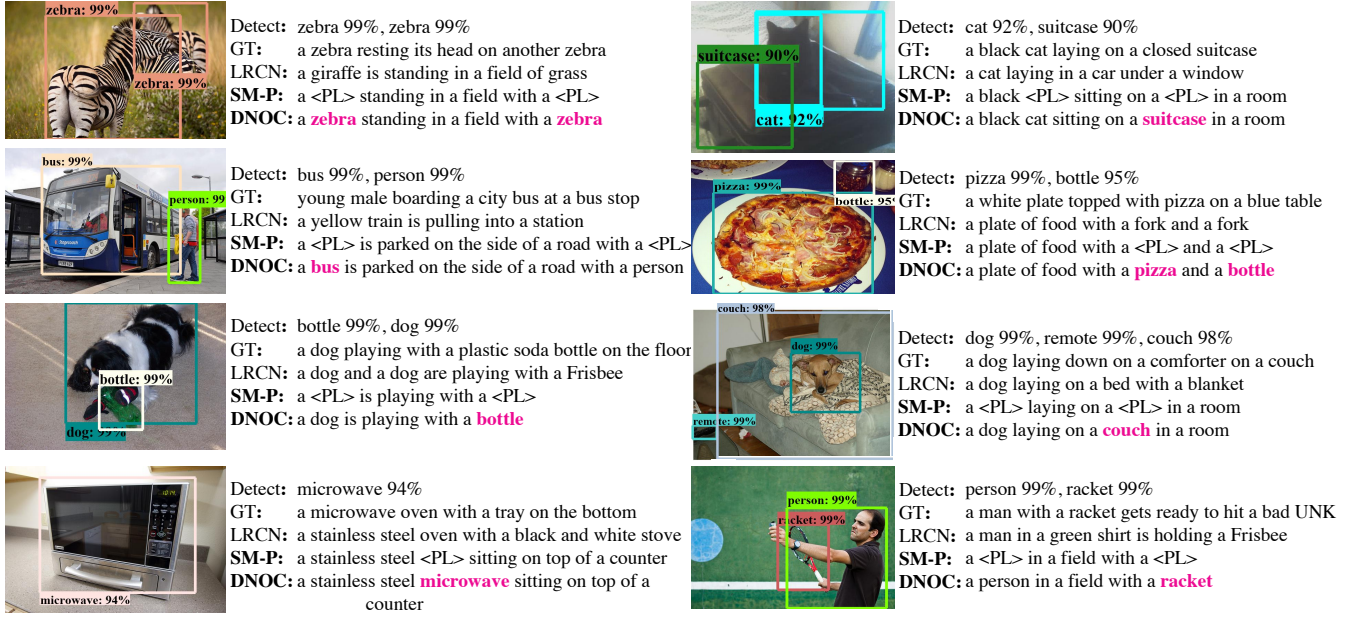 zebra: 99%
zebra: 99%
Detect: zebra 99%, zebra 99%
GT: a zebra resting its head on another zebra
LRCN: a giraffe is standing in a field of grass
SM-P: a <PL> standing in a field with a <PL>
DNOC: a zebra standing in a field with a zebra
suitcase: 90%
cat: 92%
Detect: cat 92%, suitcase 90%
GT: a black cat laying on a closed suitcase
LRCN: a cat laying in a car under a window
SM-P: a black <PL> sitting on a <PL> in a room
DNOC: a black cat sitting on a suitcase in a room
bus: 99%
person: 99
Detect: bus 99%, person 99%
GT: young male boarding a city bus at a bus stop
LRCN: a yellow train is pulling into a station
SM-P: a <PL> is parked on the side of a road with a <PL>
DNOC: a bus is parked on the side of a road with a person
pizza: 99%
bottle: 95%
Detect: pizza 99%, bottle 95%
GT: a white plate topped with pizza on a blue table
LRCN: a plate of food with a fork and a fork
SM-P: a plate of food with a <PL> and a <PL>
DNOC: a plate of food with a pizza and a bottle
bottle: 99%
dog: 99%
Detect: bottle 99%, dog 99%
GT: a dog playing with a plastic soda bottle on the floor
LRCN: a dog and a dog are playing with a Frisbee
SM-P: a <PL> is playing with a <PL>
DNOC: a dog is playing with a bottle
couch: 98%
dog: 99%
remote: 99%
Detect: dog 99%, remote 99%, couch 98%
GT: a dog laying down on a comforter on a couch
LRCN: a dog laying on a bed with a blanket
SM-P: a <PL> laying on a <PL> in a room
DNOC: a dog laying on a couch in a room
microwave: 94%
Detect: microwave 94%
GT: a microwave oven with a tray on the bottom
LRCN: a stainless steel oven with a black and white stove
SM-P: a stainless steel <PL> sitting on top of a counter
DNOC: a stainless steel microwave sitting on top of a
counter
person: 99%
racket: 99%
Detect: person 99%, racket 99%
GT: a man with a racket gets ready to hit a bad UNK
LRCN: a man in a green shirt is holding a Frisbee
SM-P: a <PL> in a field with a <PL>
DNOC: a person in a field with a racket